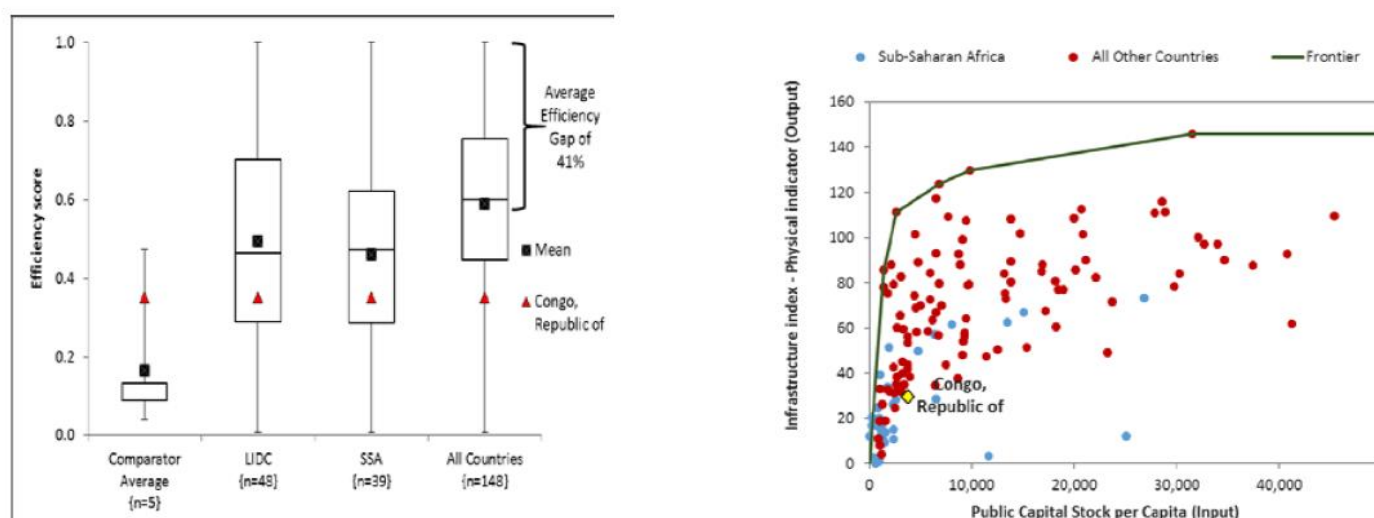 Efficiency score
1.0
0.8
0.6
0.4
0.2
0.0
Average
Efficiency
Gap of
41%
Mean
Congo,
Republic of
Comparator
Average
{n=5}
LIDC
{n=48}
SSA
{n=39}
All Countries
{n=148}
Sub-Saharan Africa
All Other Countries
Frontier
Infrastructure index - Physical indicator (Output)
160
140
120
100
80
60
40
20
0
Congo,
Republic of
0
10,000
20,000
30,000
40,000
Public Capital Stock per Capita (Input)